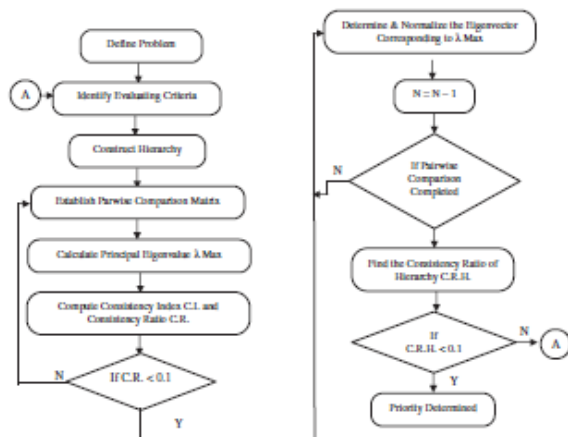 Define Problem
A
Identify Evaluating Criteria
Construct Hierarchy
Establish Parwise Comparison Matrix
Calculate Principal Eigenvalue λ Max
Compute Consistency Index C.I. and
Consistency Ratio C.R.
N
If C.R. < 0.1
Y
Determine & Normalize the Eigenvector
Corresponding to λ Max
N = N – 1
N
If Pairwise
Comparison
Completed
Find the Consistency Ratio of
Hierarchy C.R.H.
If
C.R.H. < 0.1
N
A
Y
Priority Determined